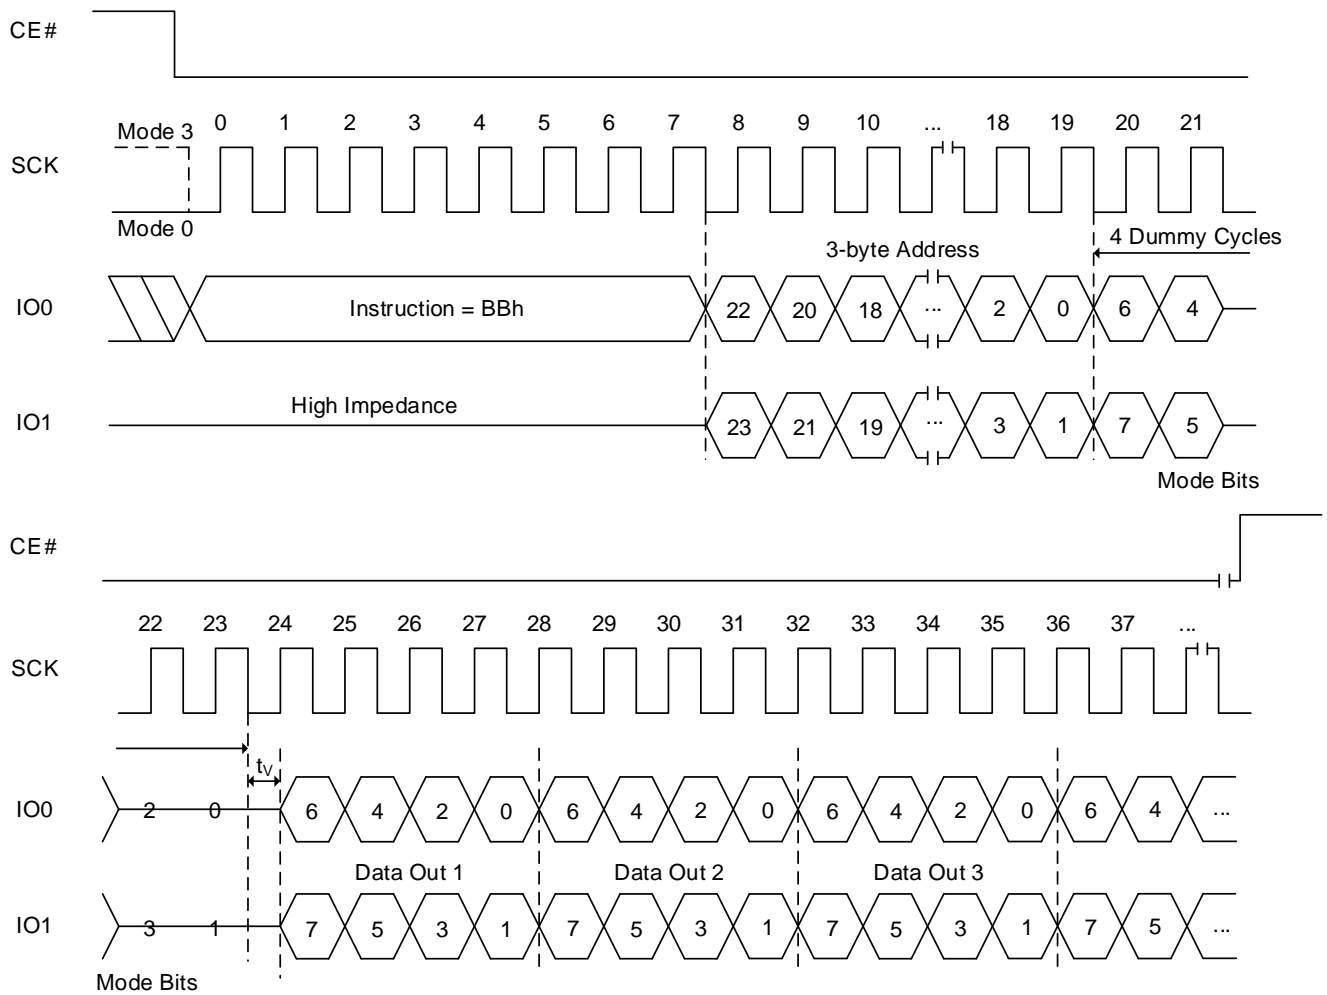 CE#
Mode 3 0 1 2 3 4 5 6 7 8 9 10 ... 18 19 20 21
SCK
Mode 0
3-byte Address 4 Dummy Cycles
IO0 Instruction = BBh 22 20 18 ... 2 0 6 4
High Impedance
IO1 23 21 19 ... 3 1 7 5
Mode Bits
CE#
22 23 24 25 26 27 28 29 30 31 32 33 34 35 36 37 ...
SCK
tV
IO0 2 0 6 4 2 0 6 4 2 0 6 4 2 0 6 4 ...
Data Out 1 Data Out 2 Data Out 3
IO1 3 1 7 5 3 1 7 5 3 1 7 5 3 1 7 5 ...
Mode Bits